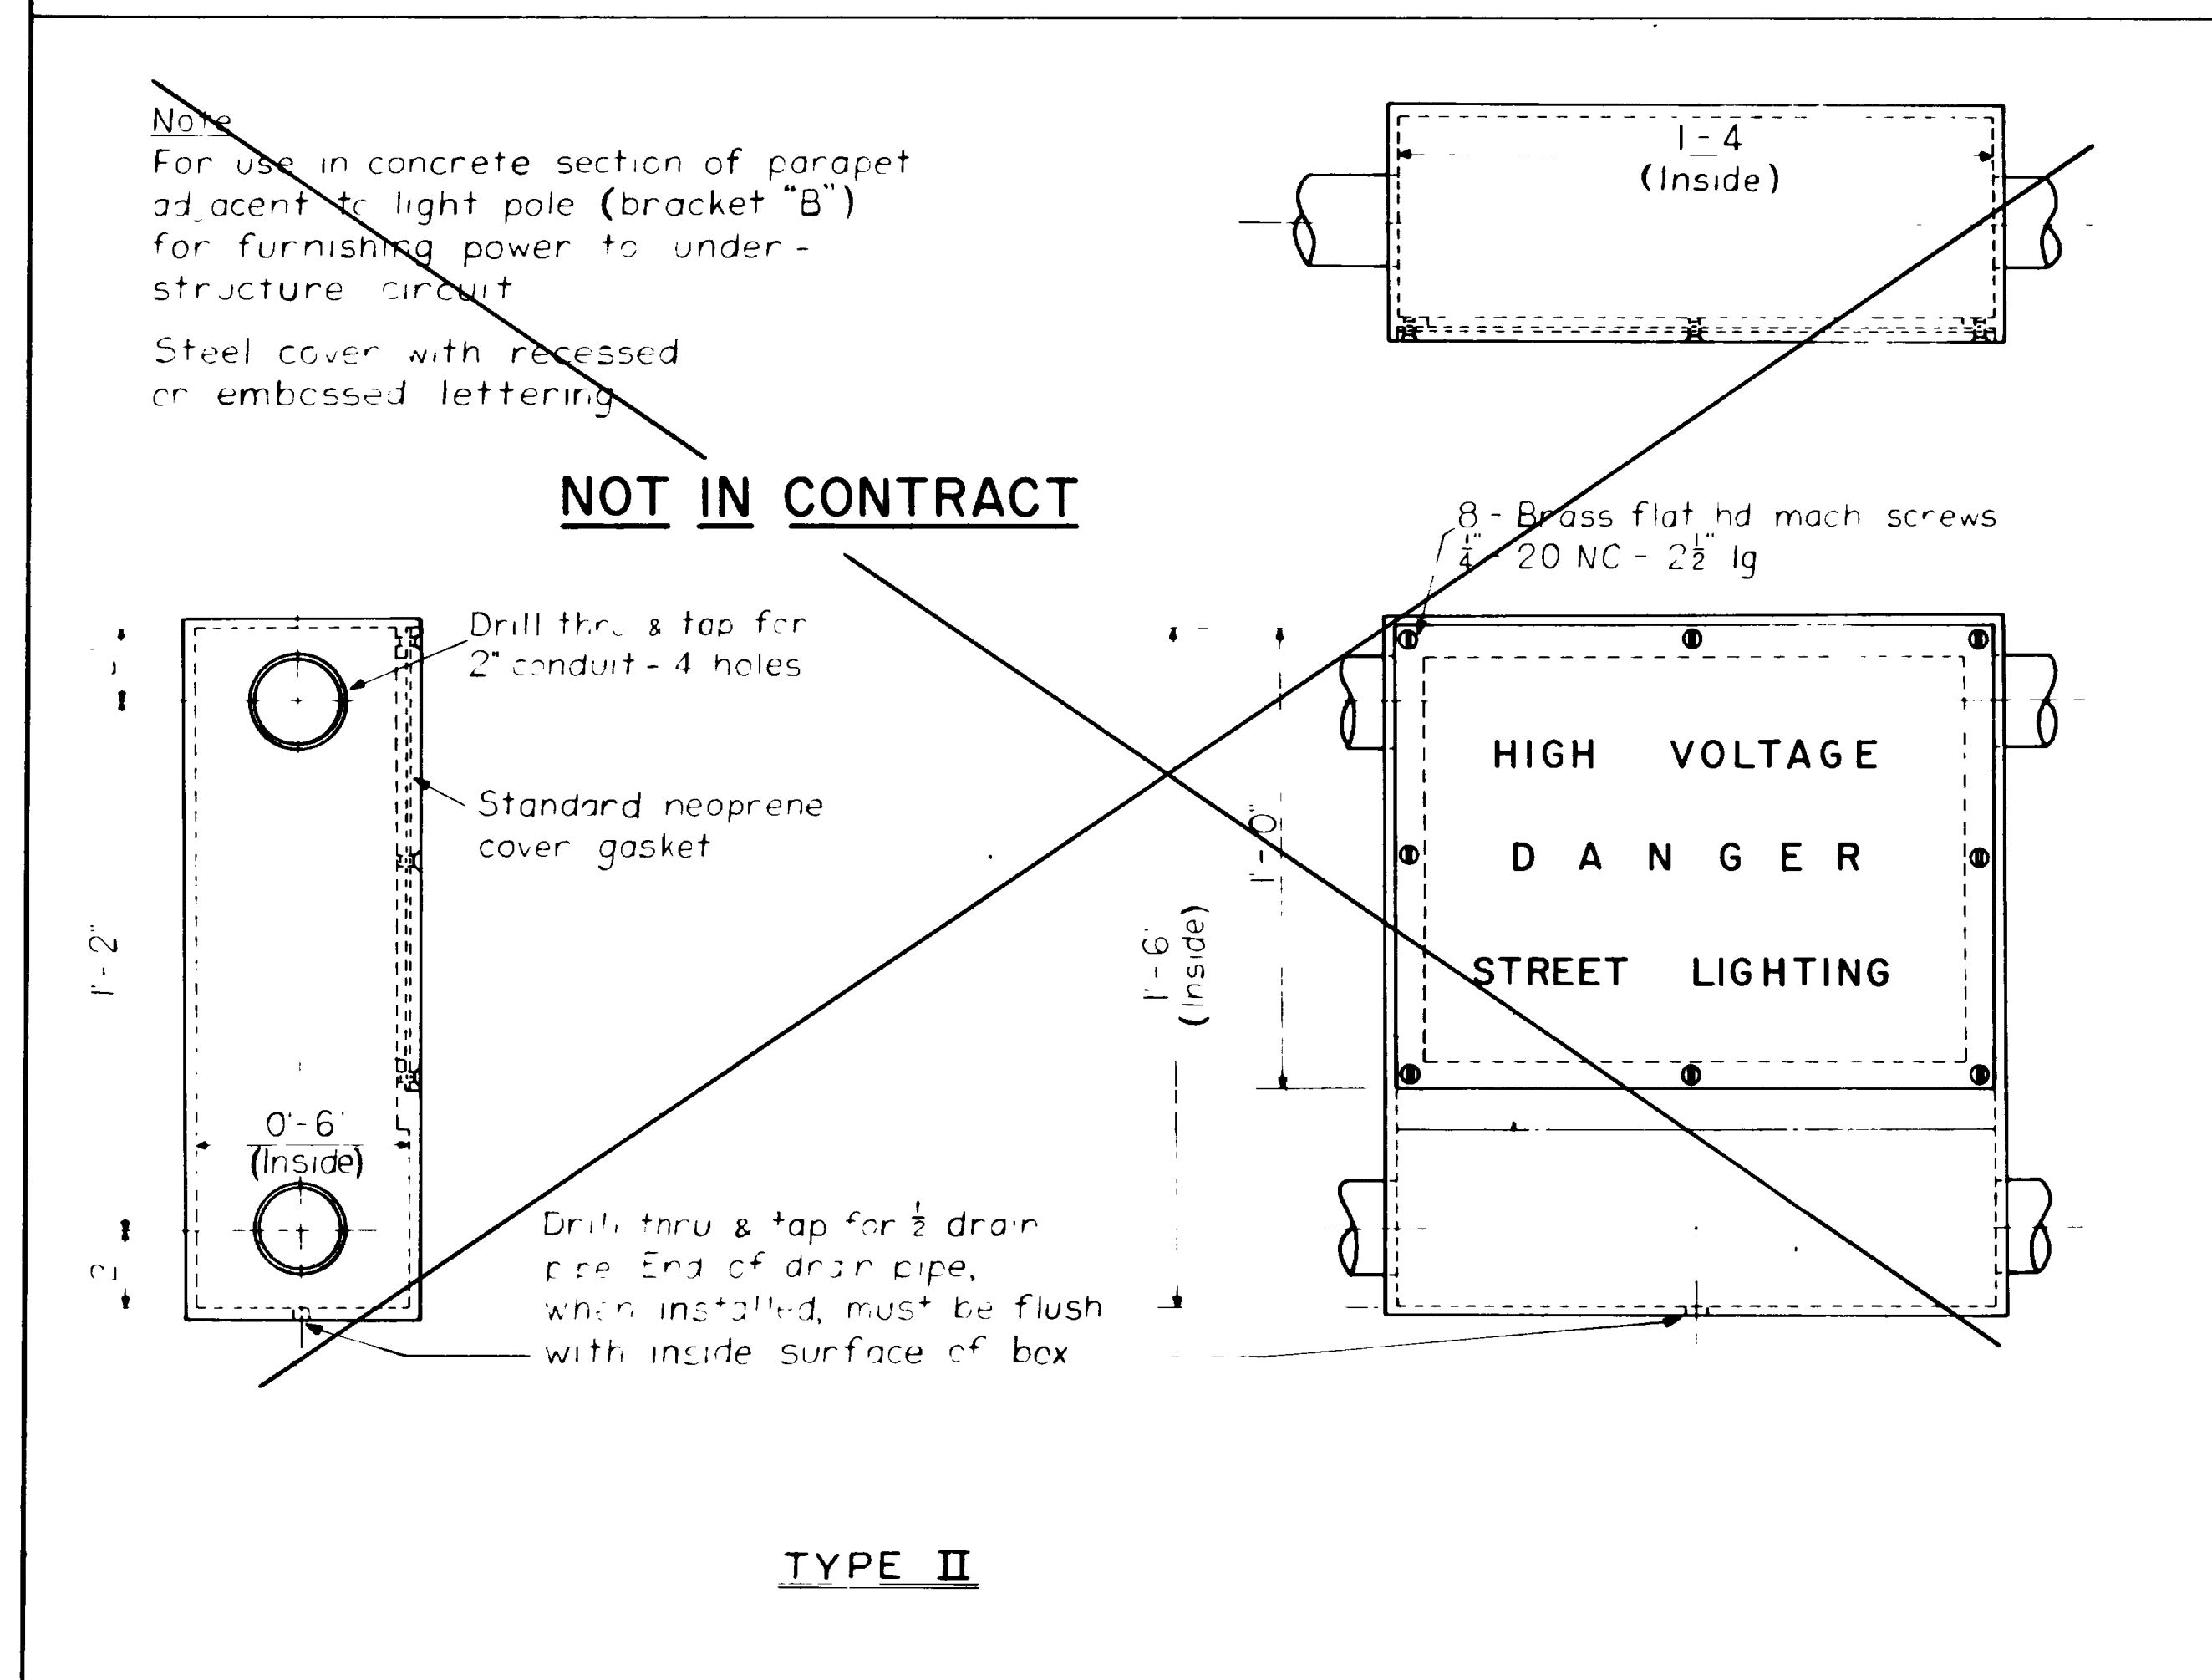 Note
For use in concrete section of parapet
adjacent to light pole (bracket "B")
for furnishing power to under-
structure circuit
Steel cover with recessed
or embossed lettering
1-4
(Inside)
NOT IN CONTRACT
8 - Brass flat hd mach screws
1/4" - 20 NC - 2 1/2" lg
Drill thru & tap for
2" conduit - 4 holes
Standard neoprene
cover gasket
1'-2"
0'-6'
(Inside)
2
Drill thru & tap for 1/2 drain
pipe End of drain pipe,
when installed, must be flush
with inside surface of box
1'-6'
(Inside)
1'-0"
HIGH VOLTAGE
DANGER
STREET LIGHTING
TYPE II